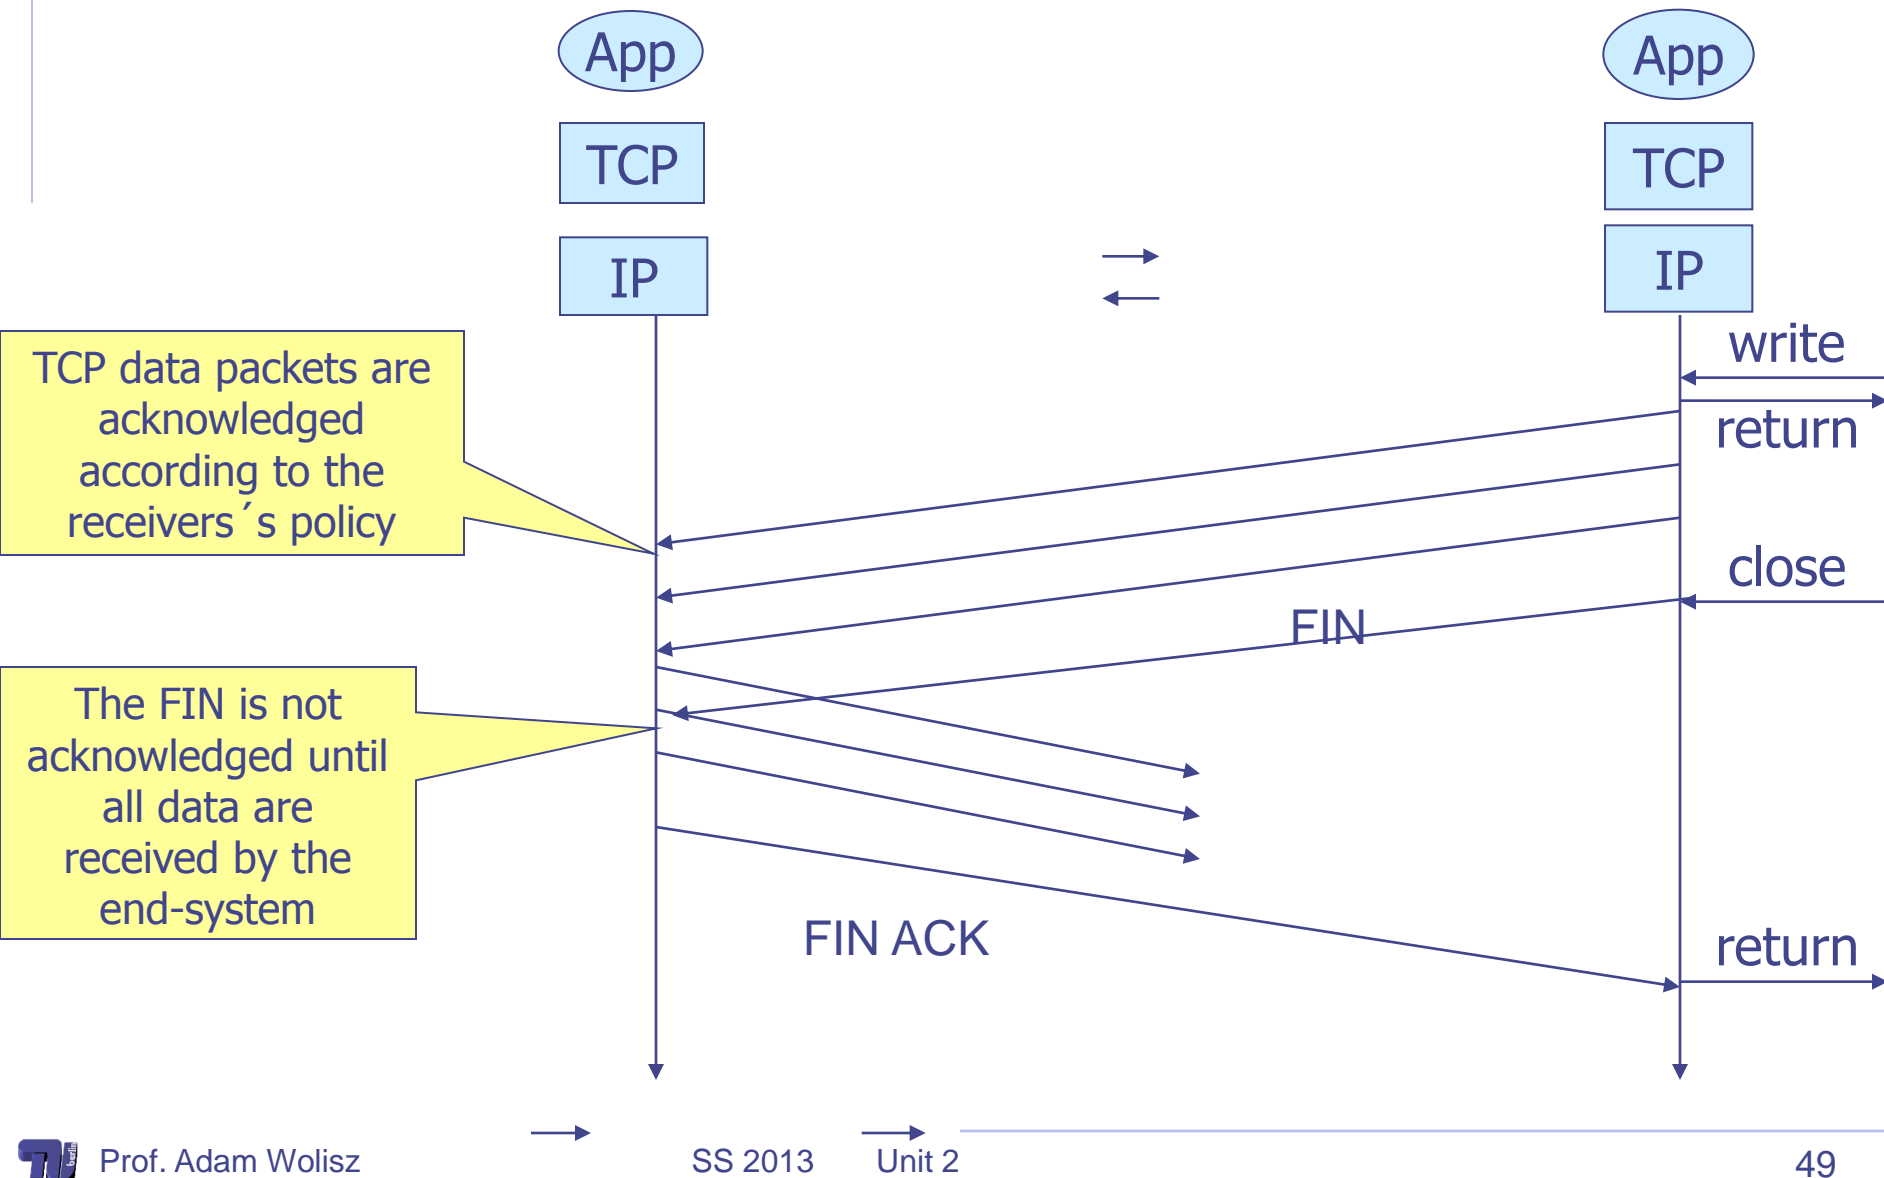 App
App
TCP
TCP
IP
IP
write
return
TCP data packets are
acknowledged
according to the
receivers´s policy
close
FIN
The FIN is not
acknowledged until
all data are
received by the
end-system
FIN ACK
return
berlin
Prof. Adam Wolisz
SS 2013
Unit 2
49